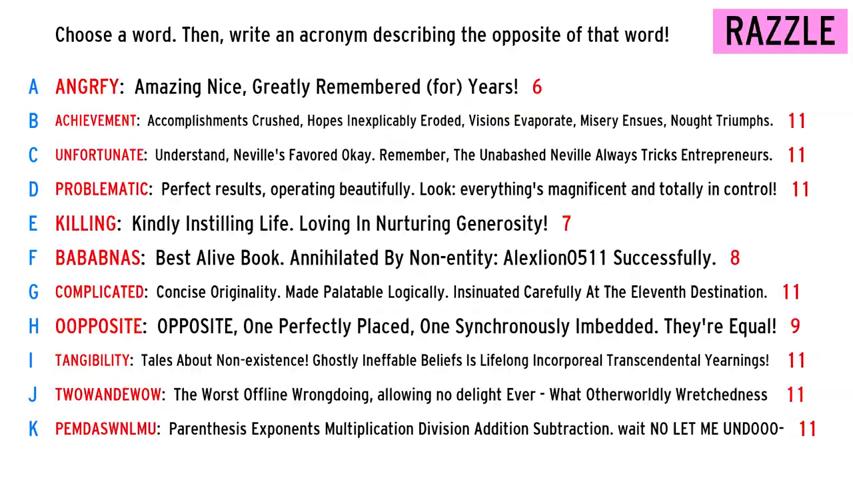 Choose a word. Then, write an acronym describing the opposite of that word!
RAZZLE
A ANGRFY: Amazing Nice, Greatly Remembered (for) Years! 6
B ACHIEVEMENT: Accomplishments Crushed, Hopes Inexplicably Eroded, Visions Evaporate, Misery Ensues, Nought Triumphs. 11
C UNFORTUNATE: Understand, Neville's Favored Okay. Remember, The Unabashed Neville Always Tricks Entrepreneurs. 11
D PROBLEMATIC: Perfect results, operating beautifully. Look: everything's magnificent and totally in control! 11
E KILLING: Kindly Instilling Life. Loving In Nurturing Generosity! 7
F BABABNAS: Best Alive Book. Annihilated By Non-entity: Alexlion0511 Successfully. 8
G COMPLICATED: Concise Originality. Made Palatable Logically. Insinuated Carefully At The Eleventh Destination. 11
H OOPPOSITE: OPPOSITE, One Perfectly Placed, One Synchronously Imbedded. They're Equal! 9
I TANGIBILITY: Tales About Non-existence! Ghostly Ineffable Beliefs Is Lifelong Incorporeal Transcendental Yearnings! 11
J TWOWANDEWOW: The Worst Offline Wrongdoing, allowing no delight Ever - What Otherworldly Wretchedness 11
K PEMDASWNLMU: Parenthesis Exponents Multiplication Division Addition Subtraction. wait NO LET ME UNDOOO- 11